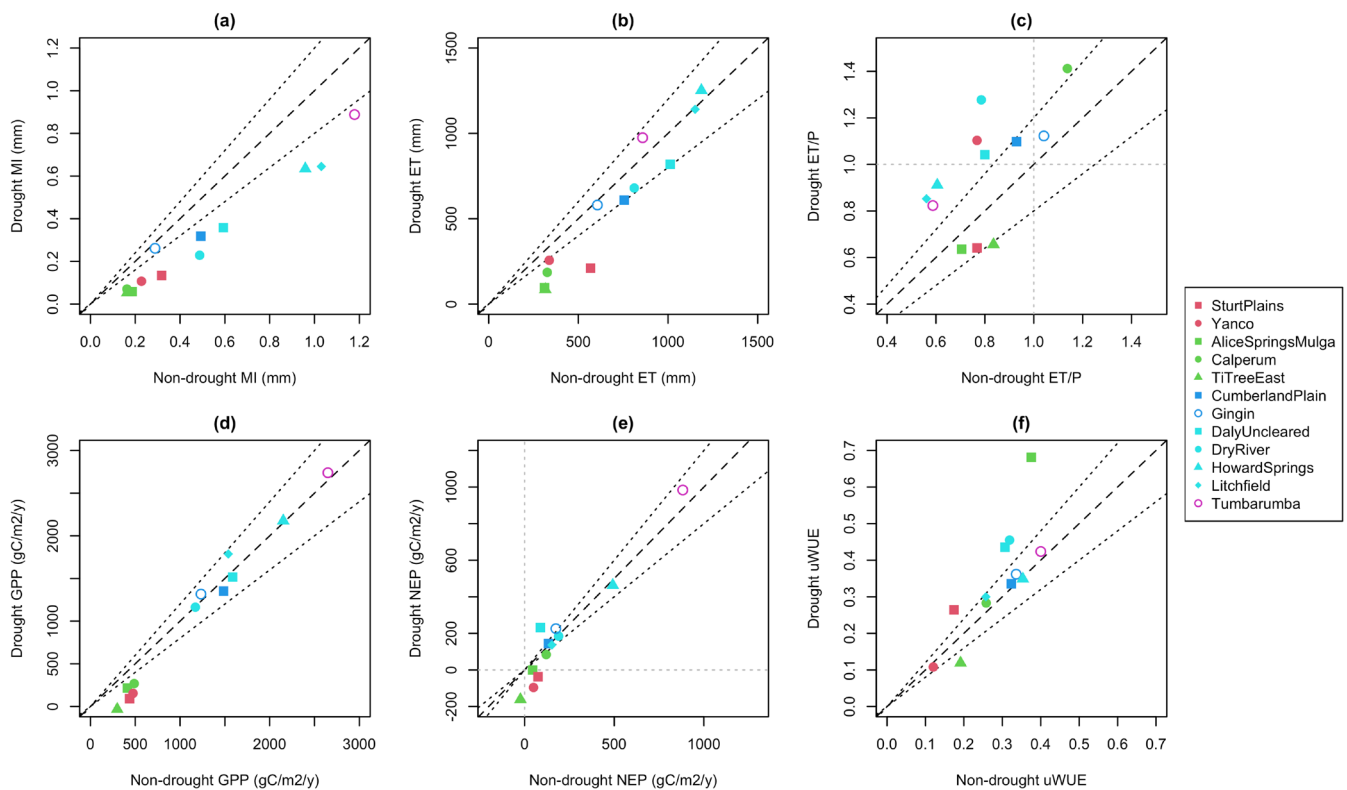 (a)
(b)
(c)
Drought MI (mm)
0.0 0.2 0.4 0.6 0.8 1.0 1.2
0.0 0.2 0.4 0.6 0.8 1.0 1.2
Non-drought MI (mm)
Drought ET (mm)
0 500 1000 1500
0 500 1000 1500
Non-drought ET (mm)
Drought ET/P
0.4 0.6 0.8 1.0 1.2 1.4
0.4 0.6 0.8 1.0 1.2 1.4
Non-drought ET/P
SturtPlains
Yanco
AliceSpringsMulga
Calperum
TiTreeEast
CumberlandPlain
Gingin
DalyUncleared
DryRiver
HowardSprings
Litchfield
Tumbarumba
(d)
(e)
(f)
Drought GPP (gC/m2/y)
0 500 1000 2000 3000
0 500 1000 1500 2000 2500 3000
Non-drought GPP (gC/m2/y)
Drought NEP (gC/m2/y)
-200 0 200 400 600 1000
0 500 1000
Non-drought NEP (gC/m2/y)
Drought uWUE
0.0 0.1 0.2 0.3 0.4 0.5 0.6 0.7
0.0 0.1 0.2 0.3 0.4 0.5 0.6 0.7
Non-drought uWUE